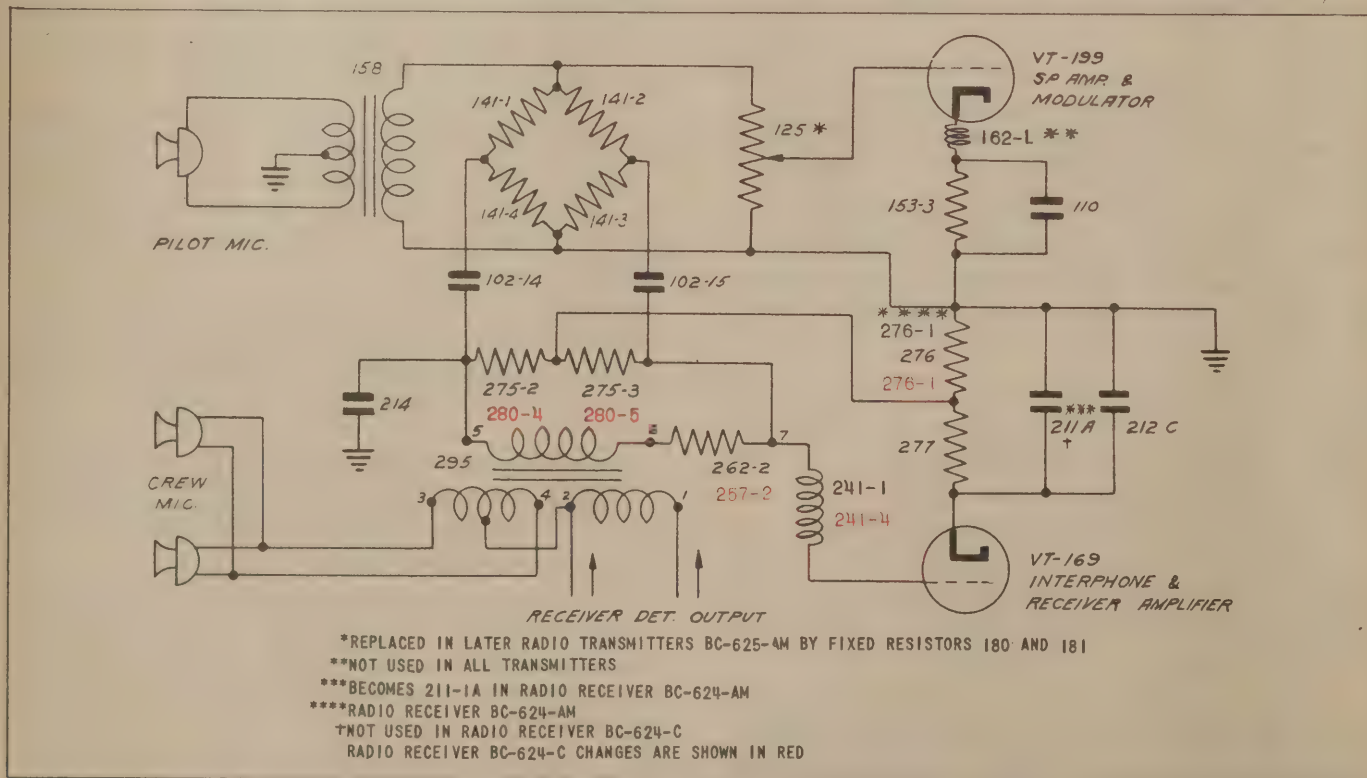 158
141-1
141-2
125 *
VT-199
SP. AMP. &
MODULATOR
162-L **
141-4
141-3
153-3
110
PILOT MIC.
102-14
102-15
****
276-1
276
276-1
275-2
275-3
280-4
280-5
214
5
7
211A
***
†
212 C
277
295
262-2
257-2
241-1
241-4
CREW
MIC.
3
4
2
1
VT-169
INTERPHONE &
RECEIVER AMPLIFIER
RECEIVER DET. OUTPUT
*REPLACED IN LATER RADIO TRANSMITTERS BC-625-AM BY FIXED RESISTORS 180 AND 181
**NOT USED IN ALL TRANSMITTERS
***BECOMES 211-1A IN RADIO RECEIVER BC-624-AM
****RADIO RECEIVER BC-624-AM
†NOT USED IN RADIO RECEIVER BC-624-C
RADIO RECEIVER BC-624-C CHANGES ARE SHOWN IN RED